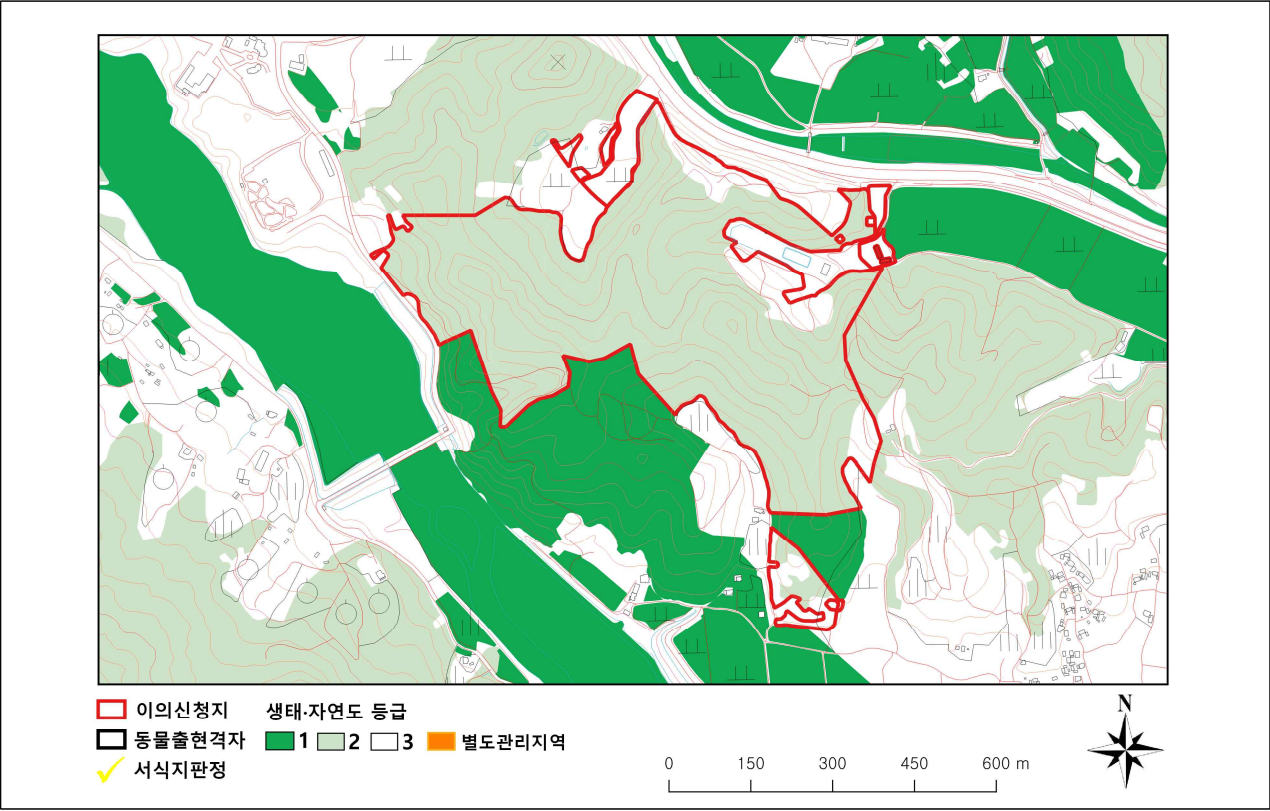 이의신청지 생태·자연도 등급
동물출현격자 1 2 3 별도관리지역
서식지판정
N
0 150 300 450 600 m